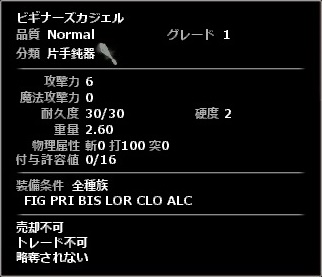 ビギナーズカジェル
品質 Normal グレード 1
分類 片手鈍器
攻撃力 6
魔法攻撃力 0
耐久度 30/30 硬度 2
重量 2.60
物理属性 斬0 打100 突0
付与許容値 0/16
装備条件 全種族
FIG PRI BIS LOR CLO ALC
売却不可
トレード不可
略奪されない